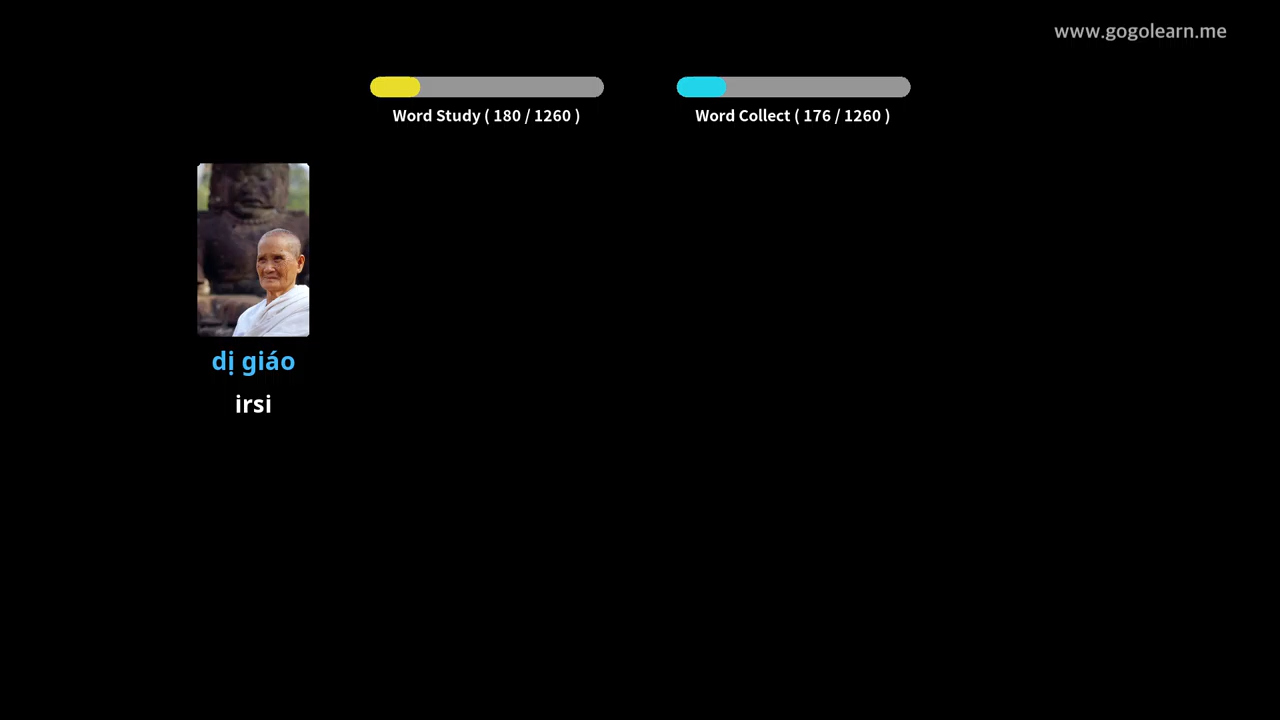 www.gogolearn.me
Word Study ( 180 / 1260 )
Word Collect ( 176 / 1260 )
dị giáo
irsi